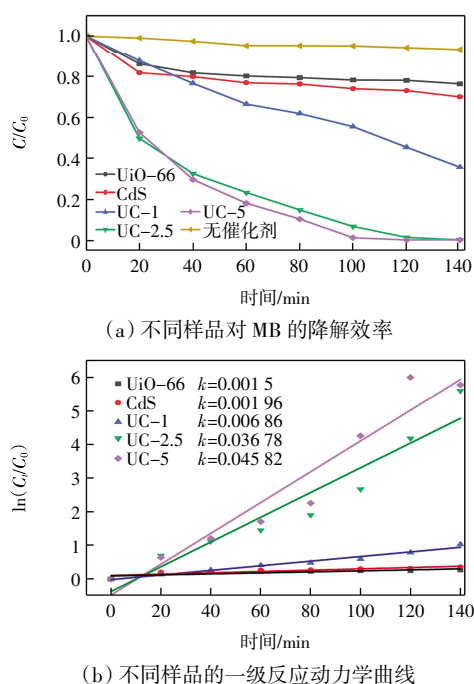 1.0
0.8
0.6
0.4
0.2
0
C/C0
UiO-66
CdS
UC-1
UC-5
UC-2.5
无催化剂
0 20 40 60 80 100 120 140
时间/min
(a) 不同样品对 MB 的降解效率
6
5
4
3
2
1
0
ln(Ct/C0)
UiO-66 k=0.001 5
CdS k=0.001 96
UC-1 k=0.006 86
UC-2.5 k=0.036 78
UC-5 k=0.045 82
0 20 40 60 80 100 120 140
时间/min
(b) 不同样品的一级反应动力学曲线